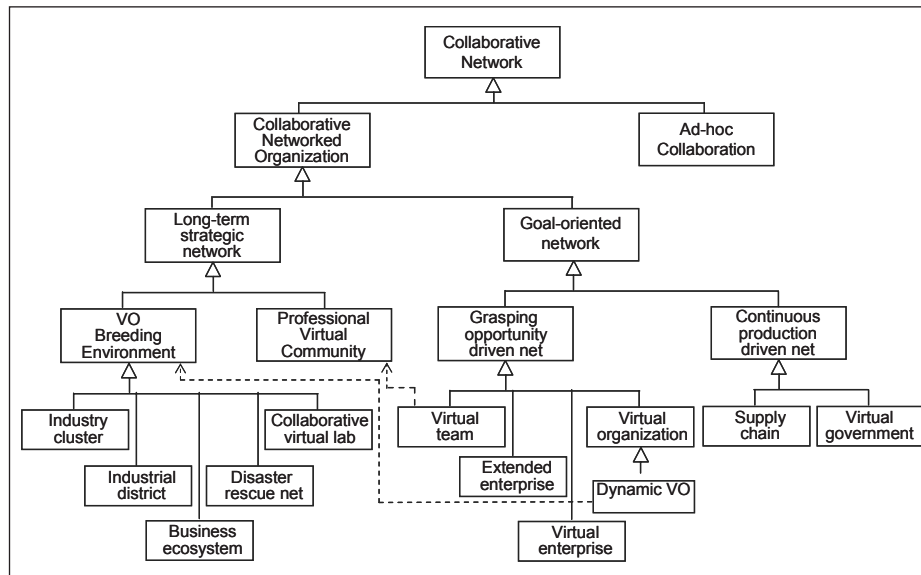 Collaborative
Network
Collaborative
Networked
Organization
Ad-hoc
Collaboration
Long-term
strategic
network
Goal-oriented
network
VO
Breeding
Environment
Professional
Virtual
Community
Grasping
opportunity
driven net
Continuous
production
driven net
Industry
cluster
Collaborative
virtual lab
Virtual
team
Virtual
organization
Supply
chain
Virtual
government
Industrial
district
Disaster
rescue net
Extended
enterprise
Dynamic VO
Business
ecosystem
Virtual
enterprise